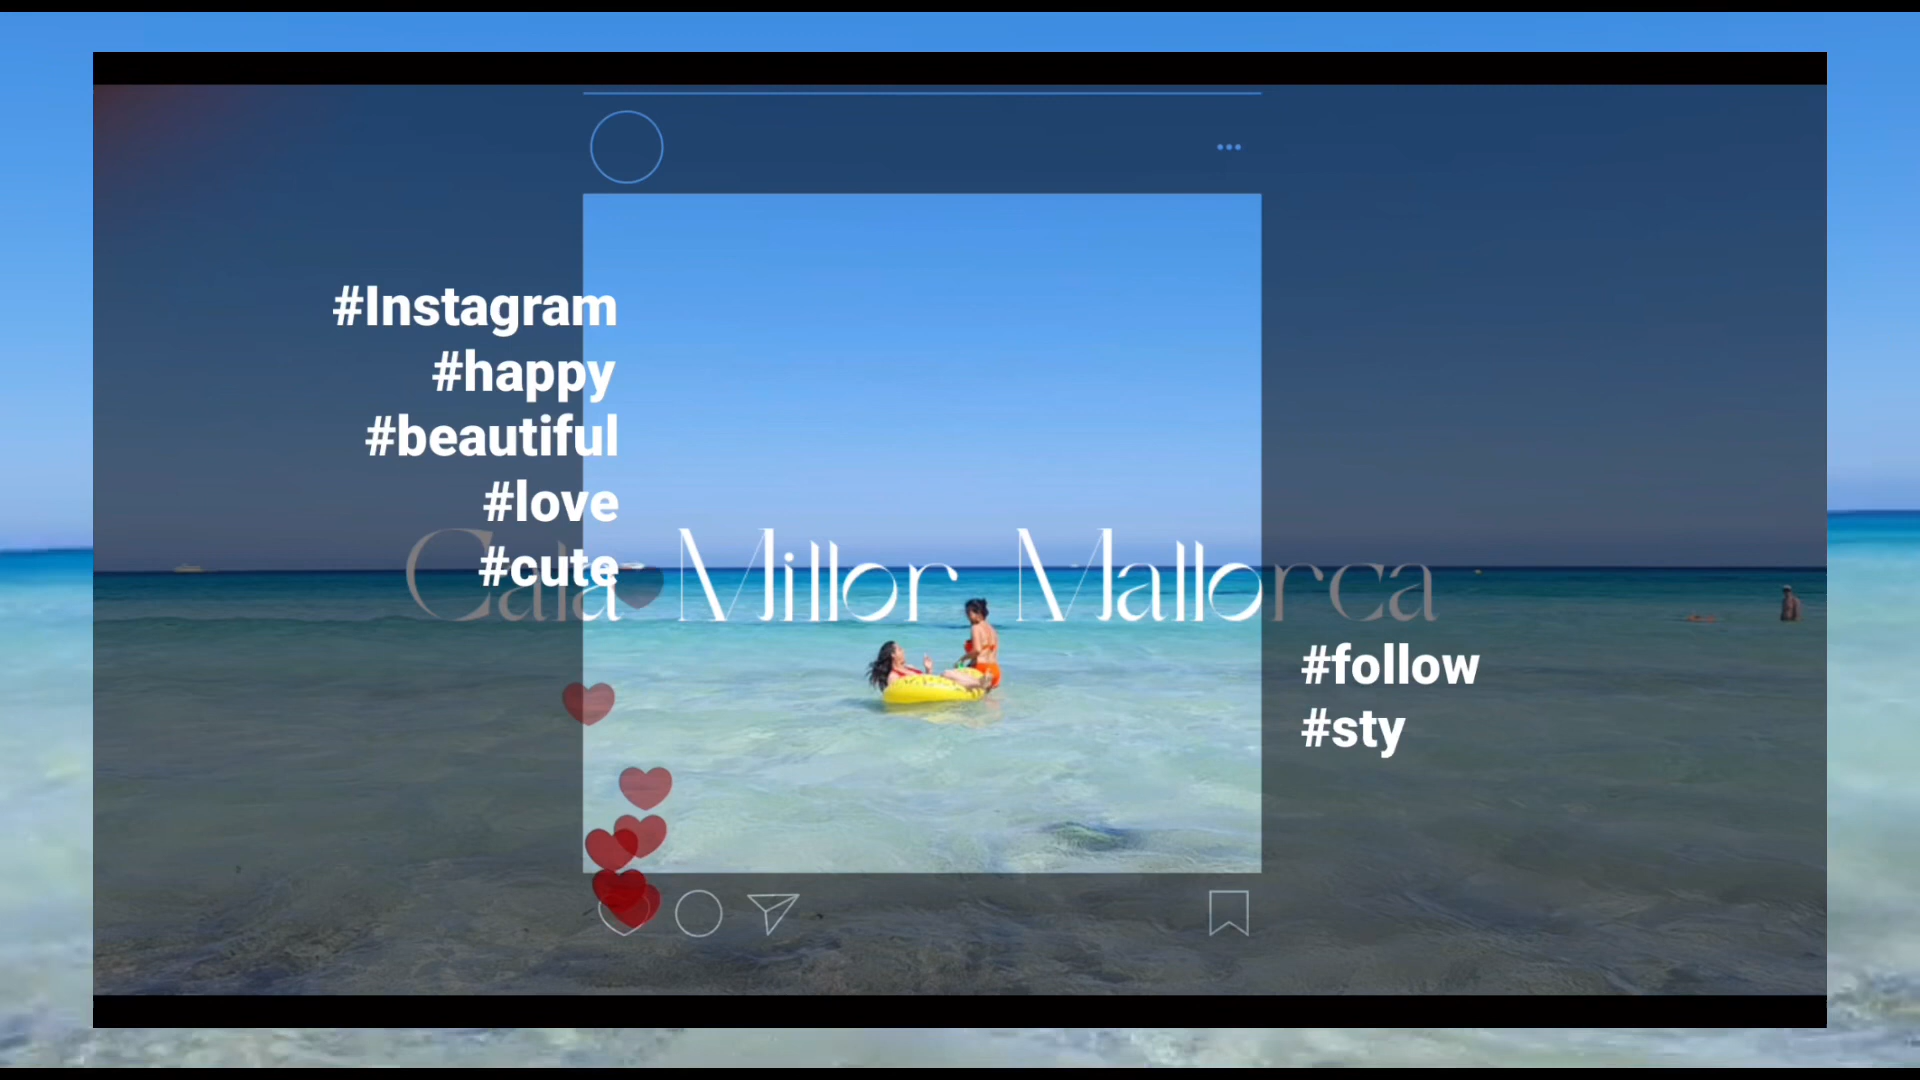 #Instagram
#happy
#beautiful
#love
#cute
Cala Millor Mallorca
#follow
#sty